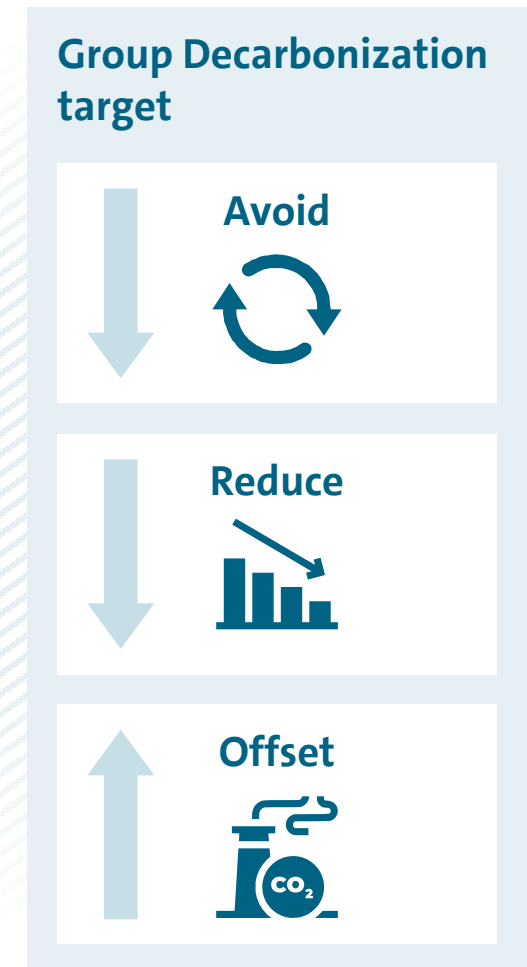 Group Decarbonization
target
Avoid
Reduce
Offset
CO₂